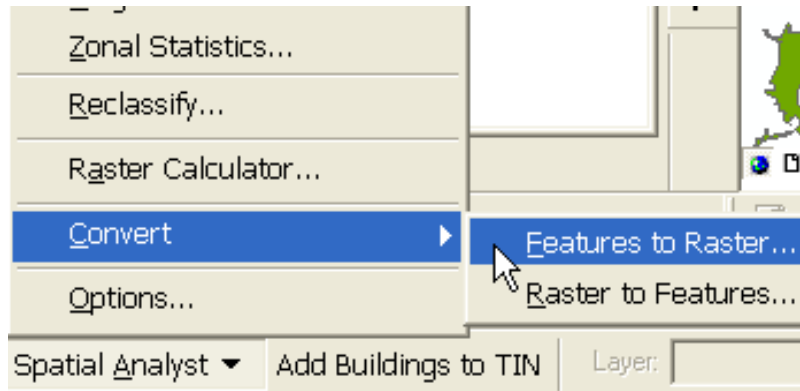 Zonal Statistics...
Reclassify...
Raster Calculator...
Convert
Features to Raster...
Options...
Raster to Features...
Spatial Analyst Add Buildings to TIN Layer: